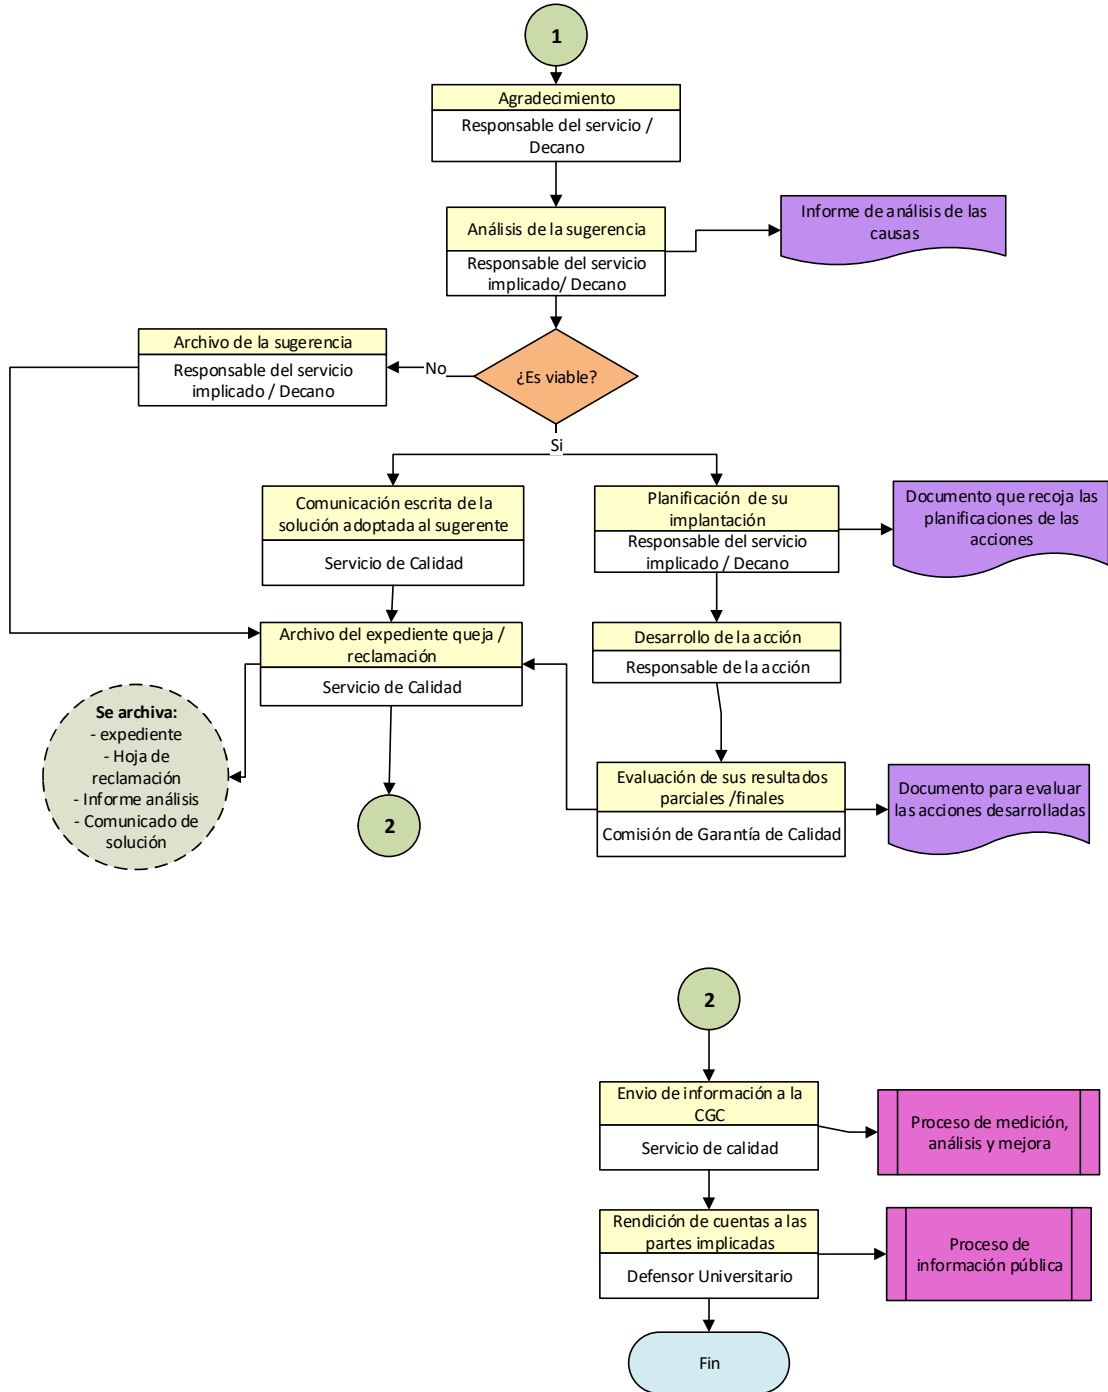 1
Agradecimiento
Responsable del servicio /
Decano
Análisis de la sugerencia
Responsable del servicio
implicado/ Decano
Informe de análisis de las
causas
¿Es viable?
No
Archivo de la sugerencia
Responsable del servicio
implicado / Decano
Si
Comunicación escrita de la
solución adoptada al sugerente
Servicio de Calidad
Planificación de su
implantación
Responsable del servicio
implicado / Decano
Documento que recoja las
planificaciones de las
acciones
Archivo del expediente queja /
reclamación
Servicio de Calidad
Desarrollo de la acción
Responsable de la acción
Se archiva:
- expediente
- Hoja de
reclamación
- Informe análisis
- Comunicado de
solución
2
Evaluación de sus resultados
parciales /finales
Comisión de Garantía de Calidad
Documento para evaluar
las acciones desarrolladas
2
Envio de información a la
CGC
Servicio de calidad
Proceso de medición,
análisis y mejora
Rendición de cuentas a las
partes implicadas
Defensor Universitario
Proceso de
información pública
Fin